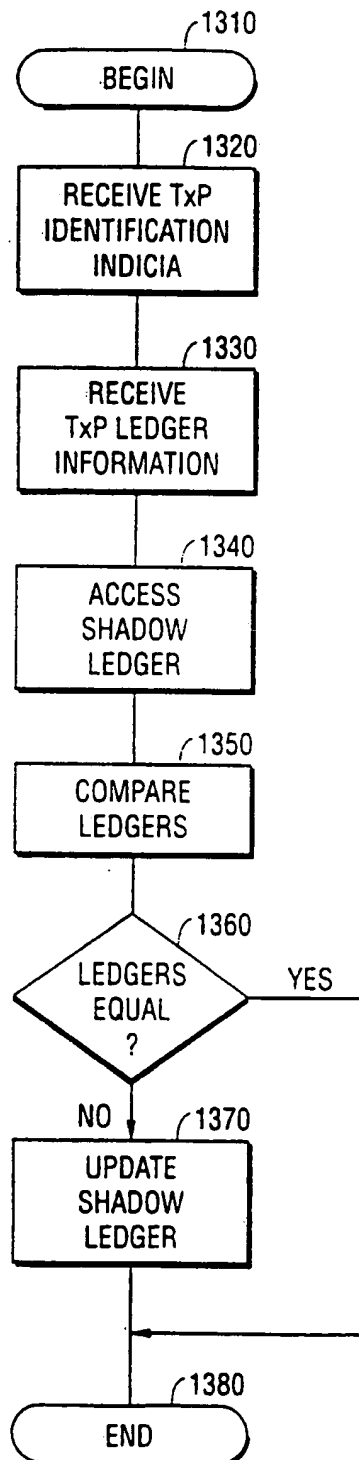 1310
BEGIN
1320
RECEIVE TxP
IDENTIFICATION
INDICIA
1330
RECEIVE
TxP LEDGER
INFORMATION
1340
ACCESS
SHADOW
LEDGER
1350
COMPARE
LEDGERS
1360
LEDGERS
EQUAL
?
YES
NO
1370
UPDATE
SHADOW
LEDGER
1380
END